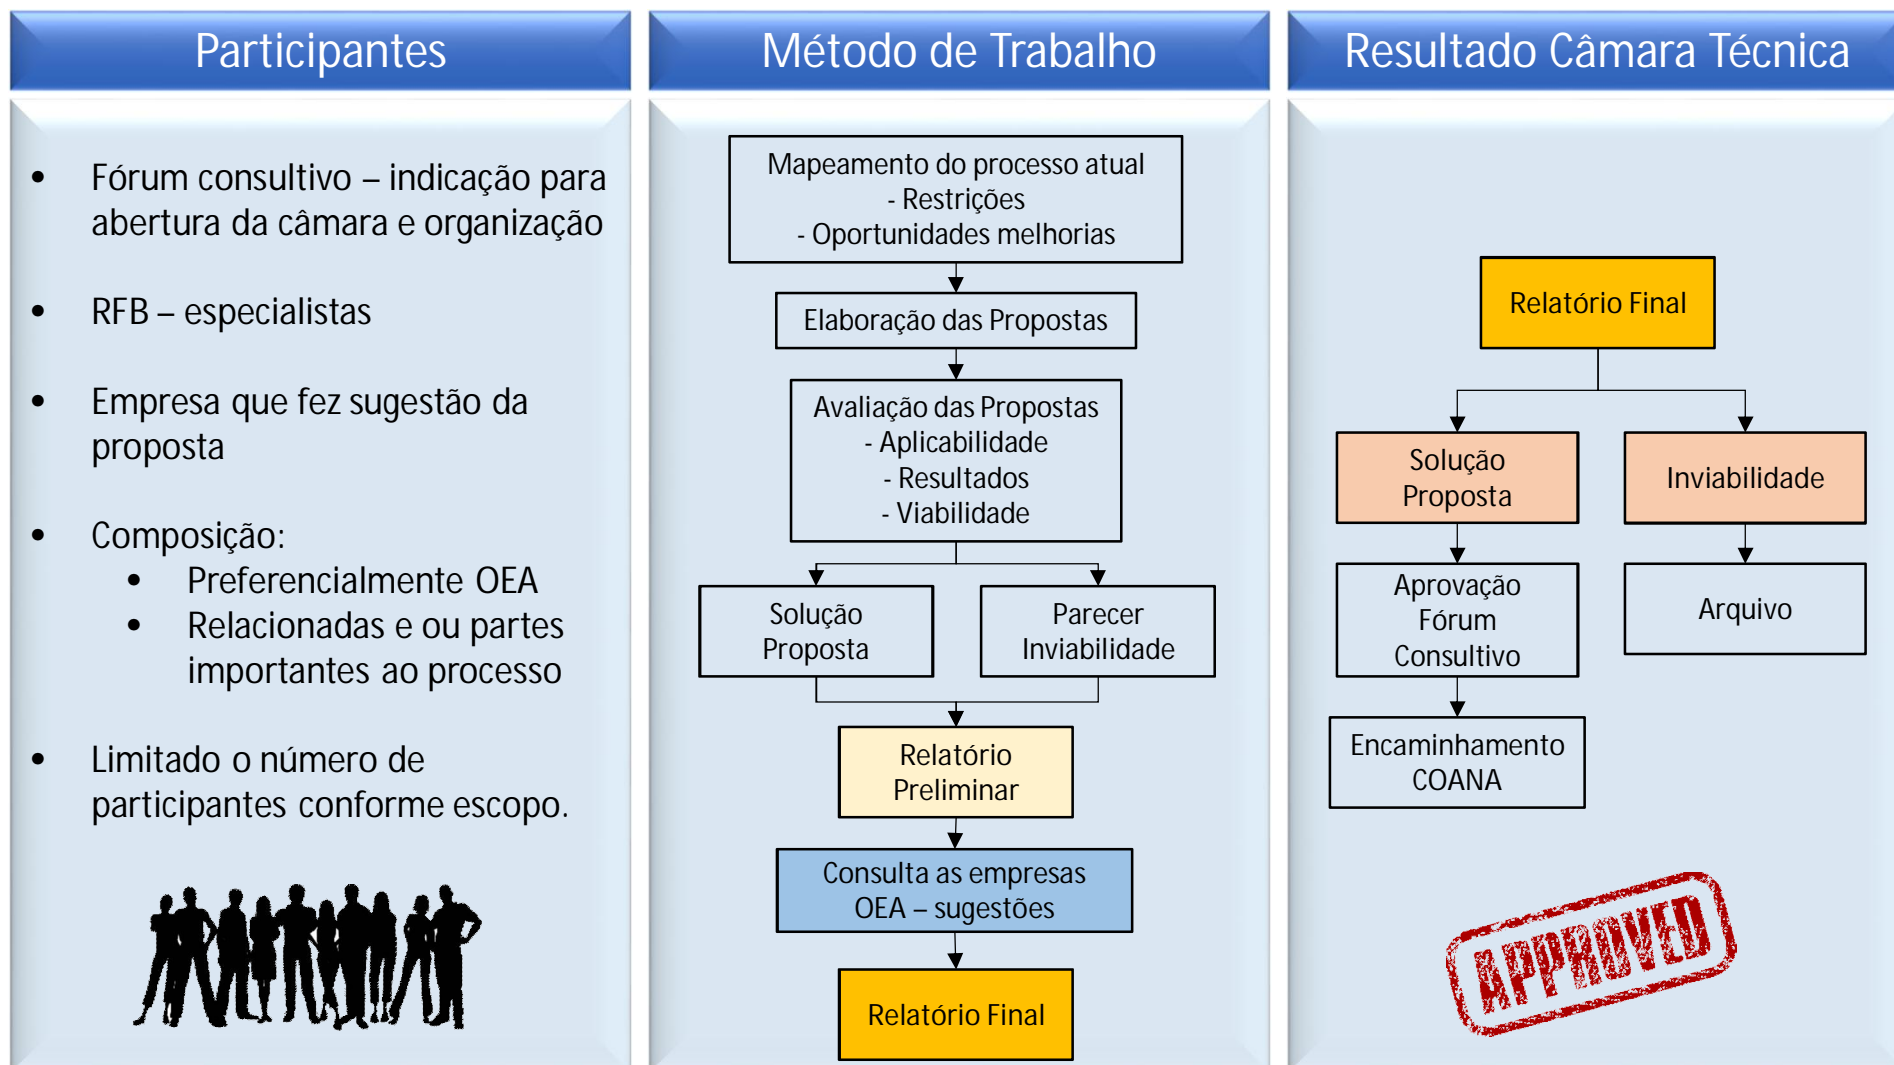 Participantes
• Fórum consultivo – indicação para
abertura da câmara e organização
• RFB – especialistas
• Empresa que fez sugestão da
proposta
• Composição:
• Preferencialmente OEA
• Relacionadas e ou partes
importantes ao processo
• Limitado o número de
participantes conforme escopo.
Método de Trabalho
Mapeamento do processo atual
- Restrições
- Oportunidades melhorias
Elaboração das Propostas
Avaliação das Propostas
- Aplicabilidade
- Resultados
- Viabilidade
Solução
Proposta
Parecer
Inviabilidade
Relatório
Preliminar
Consulta as empresas
OEA – sugestões
Relatório Final
Resultado Câmara Técnica
Relatório Final
Solução
Proposta
Inviabilidade
Aprovação
Fórum
Consultivo
Arquivo
Encaminhamento
COANA
APPROVED